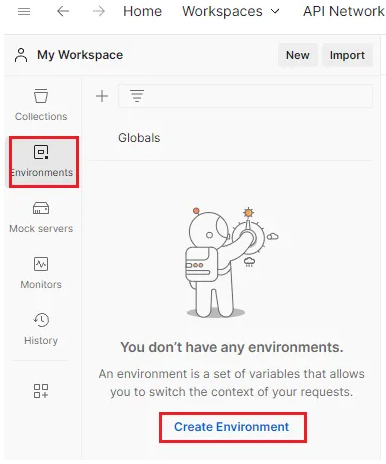 Home Workspaces API Network
My Workspace New Import
Collections
Globals
Environments
Mock servers
Monitors
History
You don’t have any environments.
An environment is a set of variables that allows
you to switch the context of your requests.
Create Environment